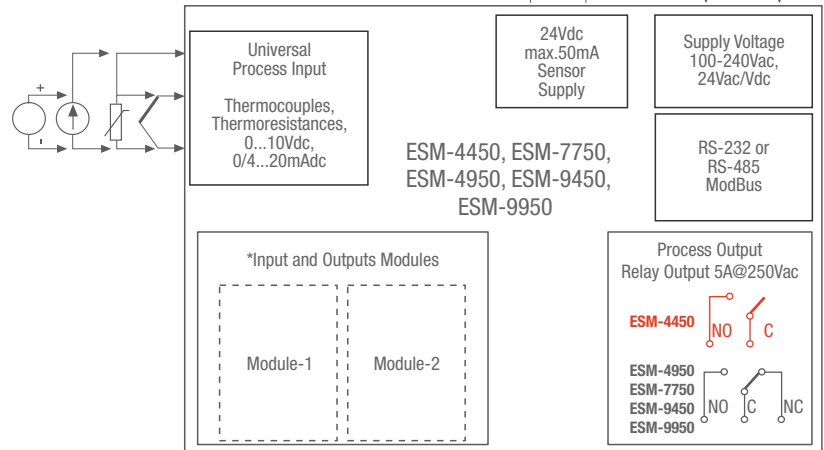 Universal
Process Input
Thermocouples,
Thermoresistances,
0...10Vdc,
0/4...20mAdc
+
-
24Vdc
max.50mA
Sensor
Supply
Supply Voltage
100-240Vac,
24Vac/Vdc
RS-232 or
RS-485
ModBus
ESM-4450, ESM-7750,
ESM-4950, ESM-9450,
ESM-9950
*Input and Outputs Modules
Module-1
Module-2
Process Output
Relay Output 5A@250Vac
ESM-4450
NO
C
ESM-4950
ESM-7750
ESM-9450
ESM-9950
NO
C
NC